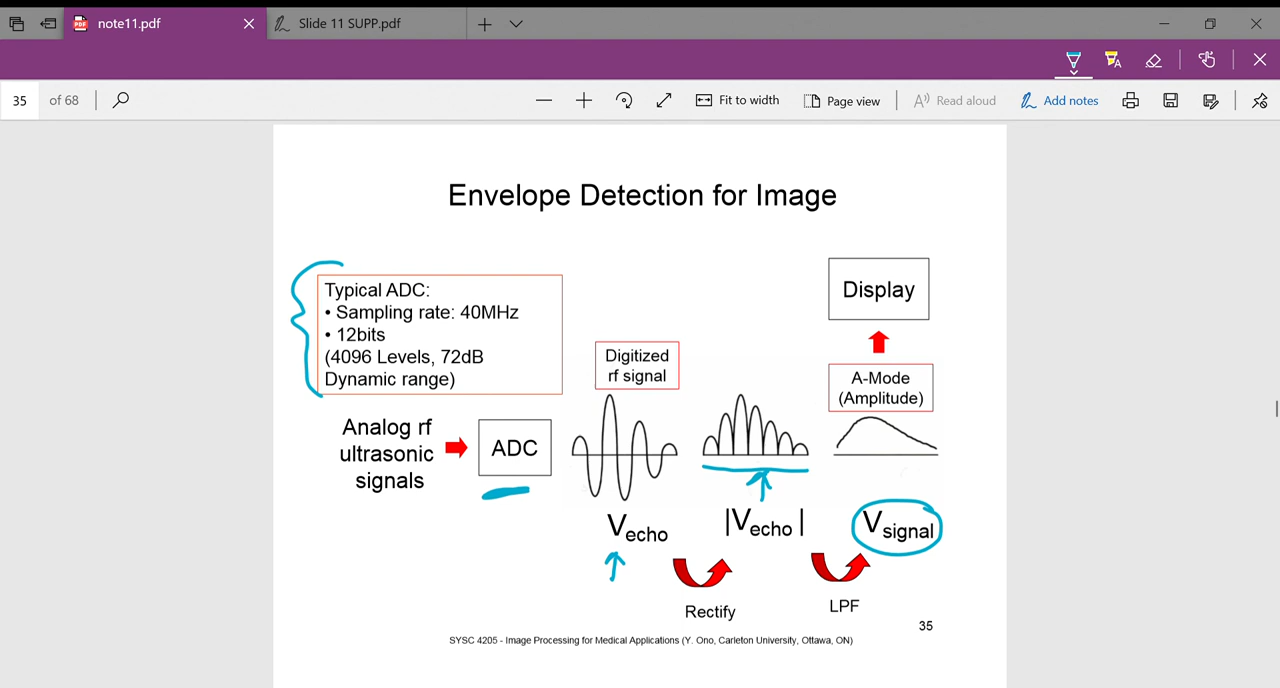 note11.pdf
Slide 11 SUPP.pdf
35 of 68
Fit to width
Page view
Read aloud
Add notes
Envelope Detection for Image
Typical ADC:
• Sampling rate: 40MHz
• 12bits
(4096 Levels, 72dB
Dynamic range)
Display
Digitized
rf signal
A-Mode
(Amplitude)
Analog rf
ultrasonic
signals
ADC
Vecho
|Vecho|
Vsignal
Rectify
LPF
35
SYSC 4205 - Image Processing for Medical Applications (Y. Ono, Carleton University, Ottawa, ON)